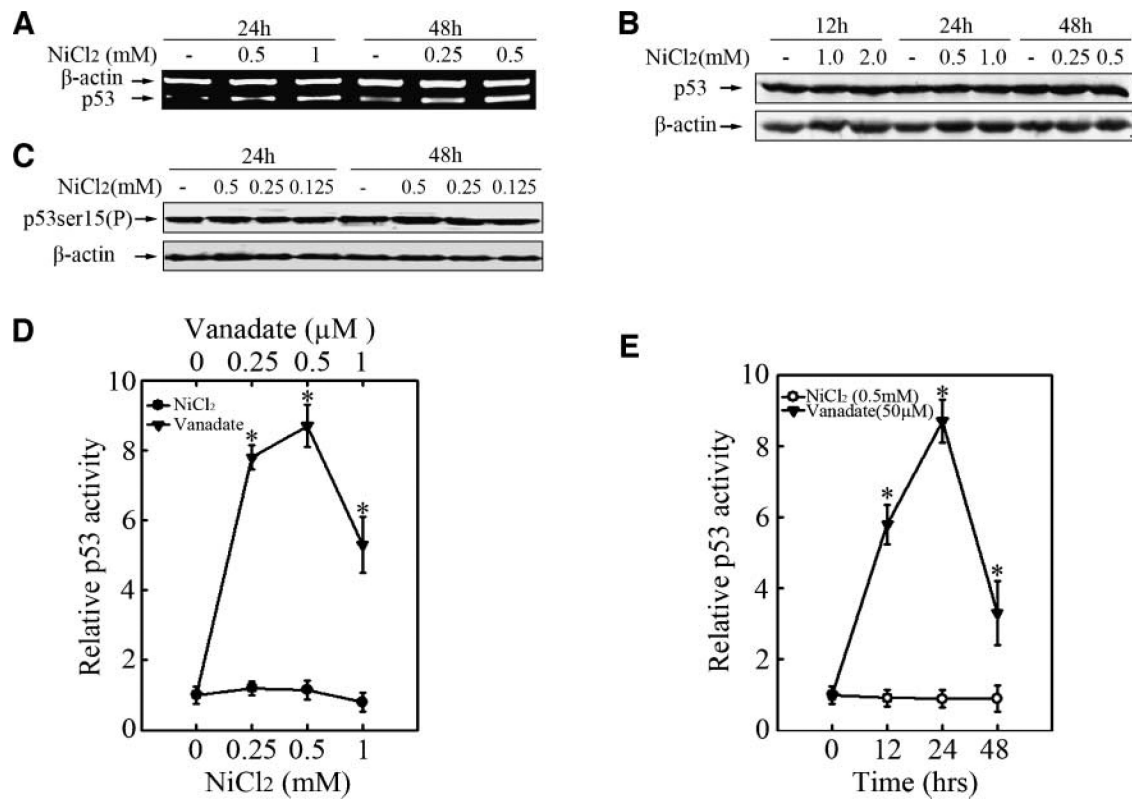 A
24h 48h
NiCl2 (mM) - 0.5 1 - 0.25 0.5
β-actin
p53
B
12h 24h 48h
NiCl2(mM) - 1.0 2.0 - 0.5 1.0 - 0.25 0.5
p53
β-actin
C
24h 48h
NiCl2(mM) - 0.5 0.25 0.125 - 0.5 0.25 0.125
p53ser15(P)
β-actin
D
Vanadate (μM )
0 0.25 0.5 1
10
8
6
4
2
0
Relative p53 activity
NiCl2
Vanadate
* * *
0 0.25 0.5 1
NiCl2 (mM)
E
10
8
6
4
2
0
Relative p53 activity
NiCl2 (0.5mM)
Vanadate(50μM)
* * *
0 12 24 48
Time (hrs)